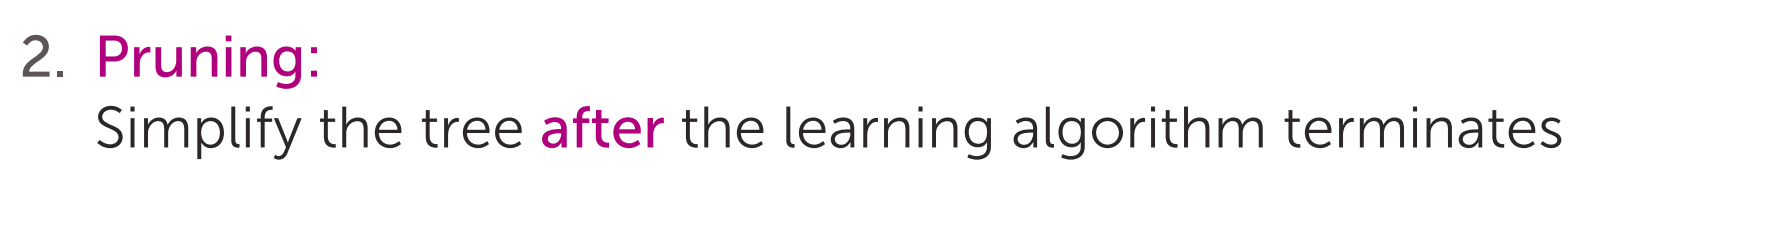 2. Pruning:
Simplify the tree after the learning algorithm terminates